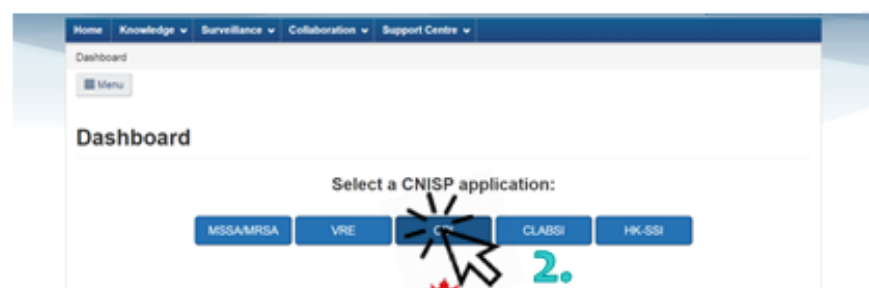 Home Knowledge Surveillance Collaboration Support Centre
Dashboard
Menu
Dashboard
Select a CNISP application:
MSSA/MRSA VRE CLABSI HK-SSI
2.